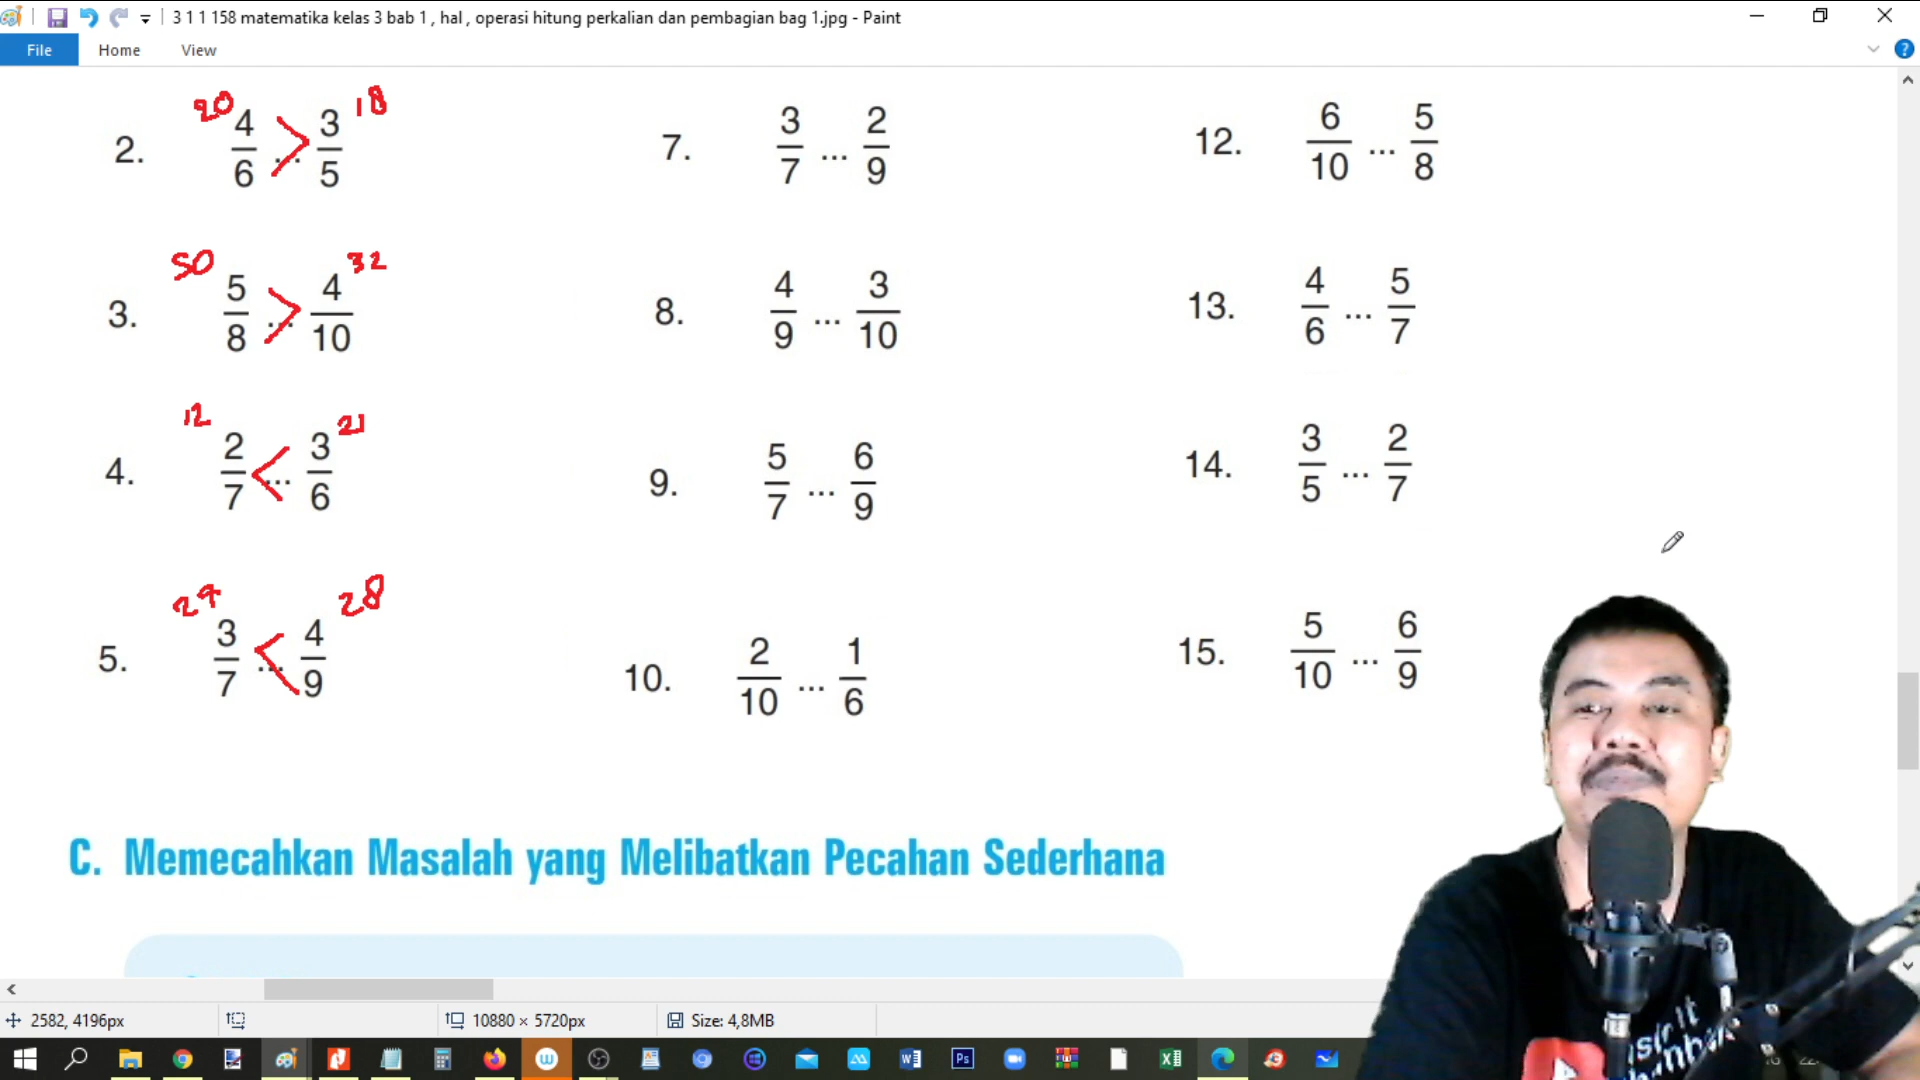 3 1 1 158 matematika kelas 3 bab 1 , hal , operasi hitung perkalian dan pembagian bag 1.jpg - Paint
File Home View
20 18
2. 4/6 > ... 3/5
7. 3/7 ... 2/9
12. 6/10 ... 5/8
50 32
3. 5/8 > ... 4/10
8. 4/9 ... 3/10
13. 4/6 ... 5/7
12 21
4. 2/7 < ... 3/6
9. 5/7 ... 6/9
14. 3/5 ... 2/7
27 28
5. 3/7 < ... 4/9
10. 2/10 ... 1/6
15. 5/10 ... 6/9
C. Memecahkan Masalah yang Melibatkan Pecahan Sederhana
2582, 4196px
10880 × 5720px
Size: 4,8MB